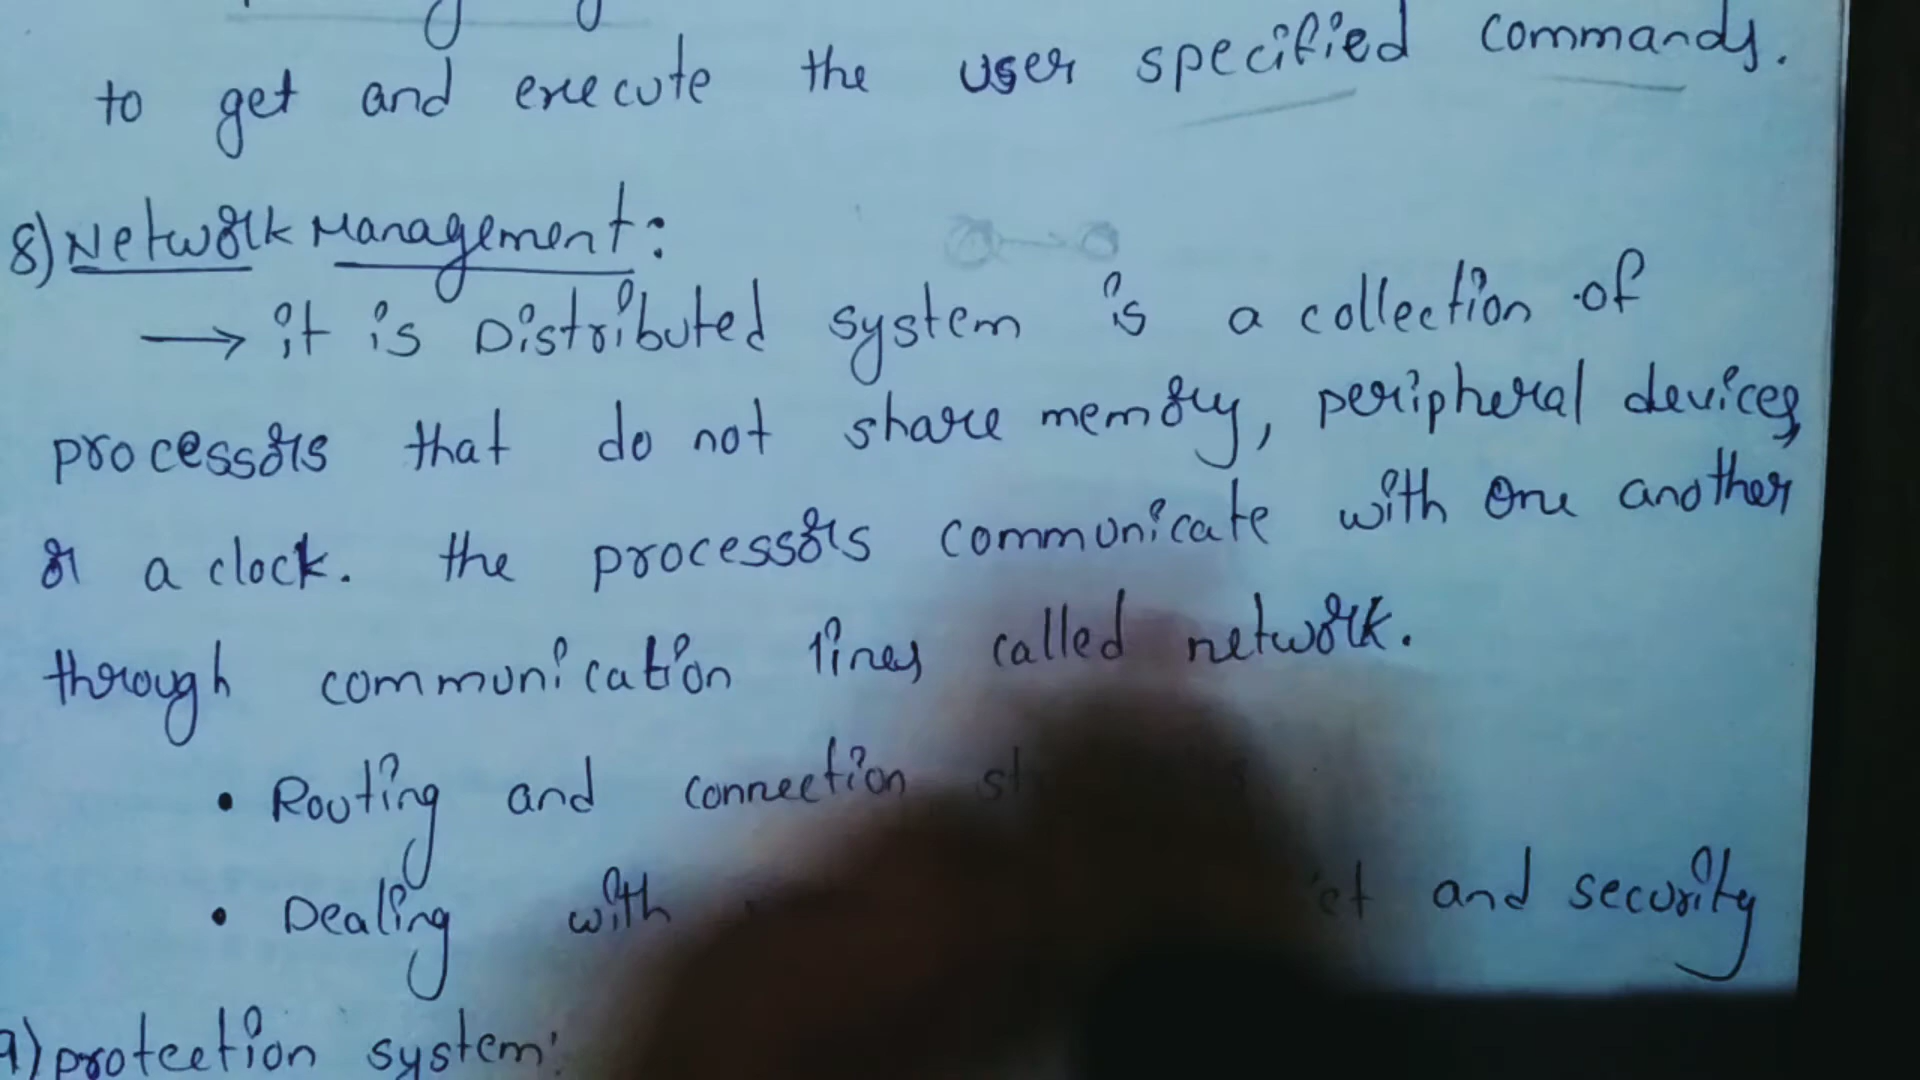 to get and execute the user specified commands.
8) Network Management:
→ it is Distributed system is a collection of
processors that do not share memory, peripheral devices,
or a clock. the processors communicate with one another
through communication lines called network.
• Routing and connection
• Dealing with and security
9) protection system: